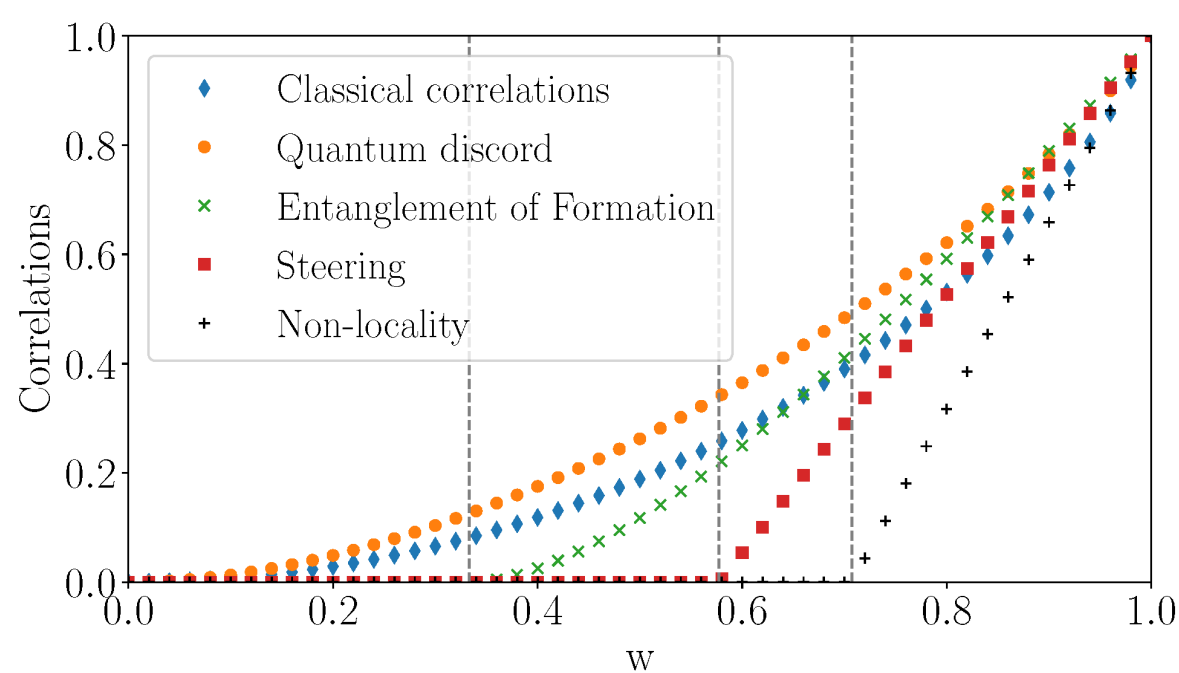 1.0
0.8
0.6
0.4
0.2
0.0
Correlations
Classical correlations
Quantum discord
Entanglement of Formation
Steering
Non-locality
0.0 0.2 0.4 0.6 0.8 1.0
w